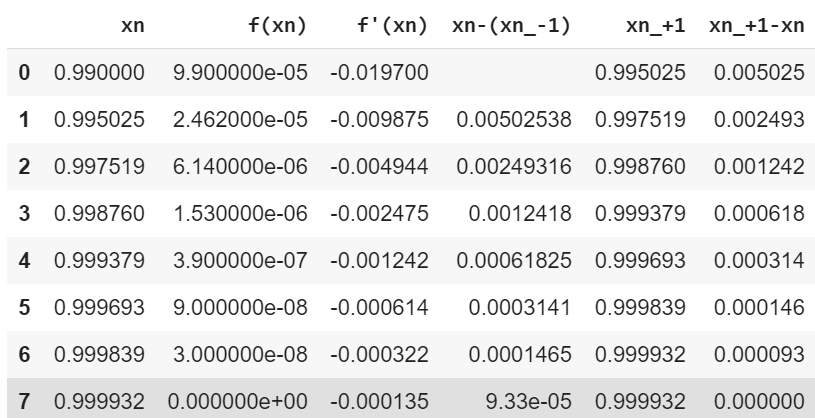 xn f(xn) f'(xn) xn-(xn_-1) xn_+1 xn_+1-xn
0 0.990000 9.900000e-05 -0.019700 0.995025 0.005025
1 0.995025 2.462000e-05 -0.009875 0.00502538 0.997519 0.002493
2 0.997519 6.140000e-06 -0.004944 0.00249316 0.998760 0.001242
3 0.998760 1.530000e-06 -0.002475 0.0012418 0.999379 0.000618
4 0.999379 3.900000e-07 -0.001242 0.00061825 0.999693 0.000314
5 0.999693 9.000000e-08 -0.000614 0.0003141 0.999839 0.000146
6 0.999839 3.000000e-08 -0.000322 0.0001465 0.999932 0.000093
7 0.999932 0.000000e+00 -0.000135 9.33e-05 0.999932 0.000000